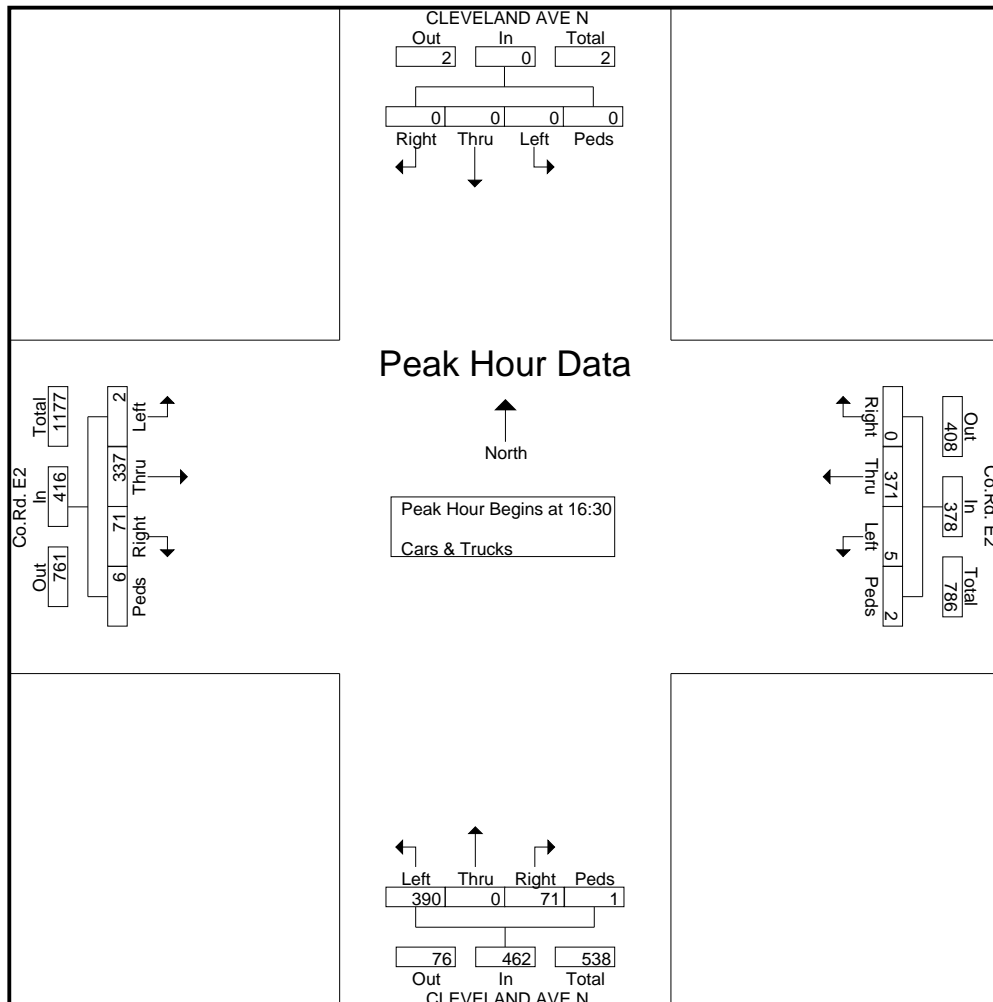 CLEVELAND AVE N
Out In Total
2 0 2
0 0 0 0
Right Thru Left Peds
Peak Hour Data
North
Peak Hour Begins at 16:30
Cars & Trucks
Co.Rd. E2
Total In Out
1177 416 761
2 337 71 6
Left Thru Right Peds
Co.Rd. E2
Out In Total
408 378 786
0 371 5 2
Right Thru Left Peds
Left Thru Right Peds
390 0 71 1
76 462 538
Out In Total
CLEVELAND AVE N